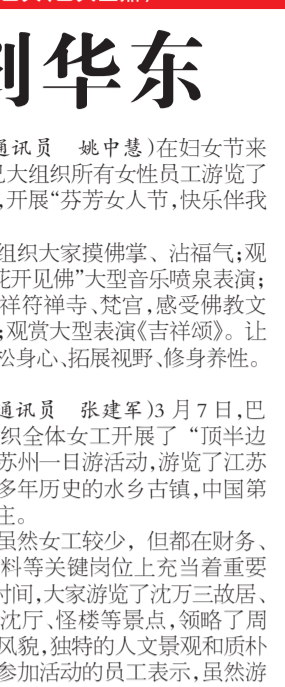 刘华东
通讯员　姚中慧)在妇女节来
大组织所有女性员工游览了
,开展“芬芳女人节,快乐伴我
组织大家摸佛掌、沾福气;观
花开见佛”大型音乐喷泉表演;
祥符禅寺、梵宫,感受佛教文
;观赏大型表演《吉祥颂》。让
松身心、拓展视野、修身养性。
通讯员　张建军)3月7日,巴
织全体女工开展了“顶半边
苏州一日游活动,游览了江苏
多年历史的水乡古镇,中国第
庄。
虽然女工较少，但都在财务、
料等关键岗位上充当着重要
时间,大家游览了沈万三故居、
沈厅、怪楼等景点,领略了周
风貌,独特的人文景观和质朴
参加活动的员工表示,虽然游